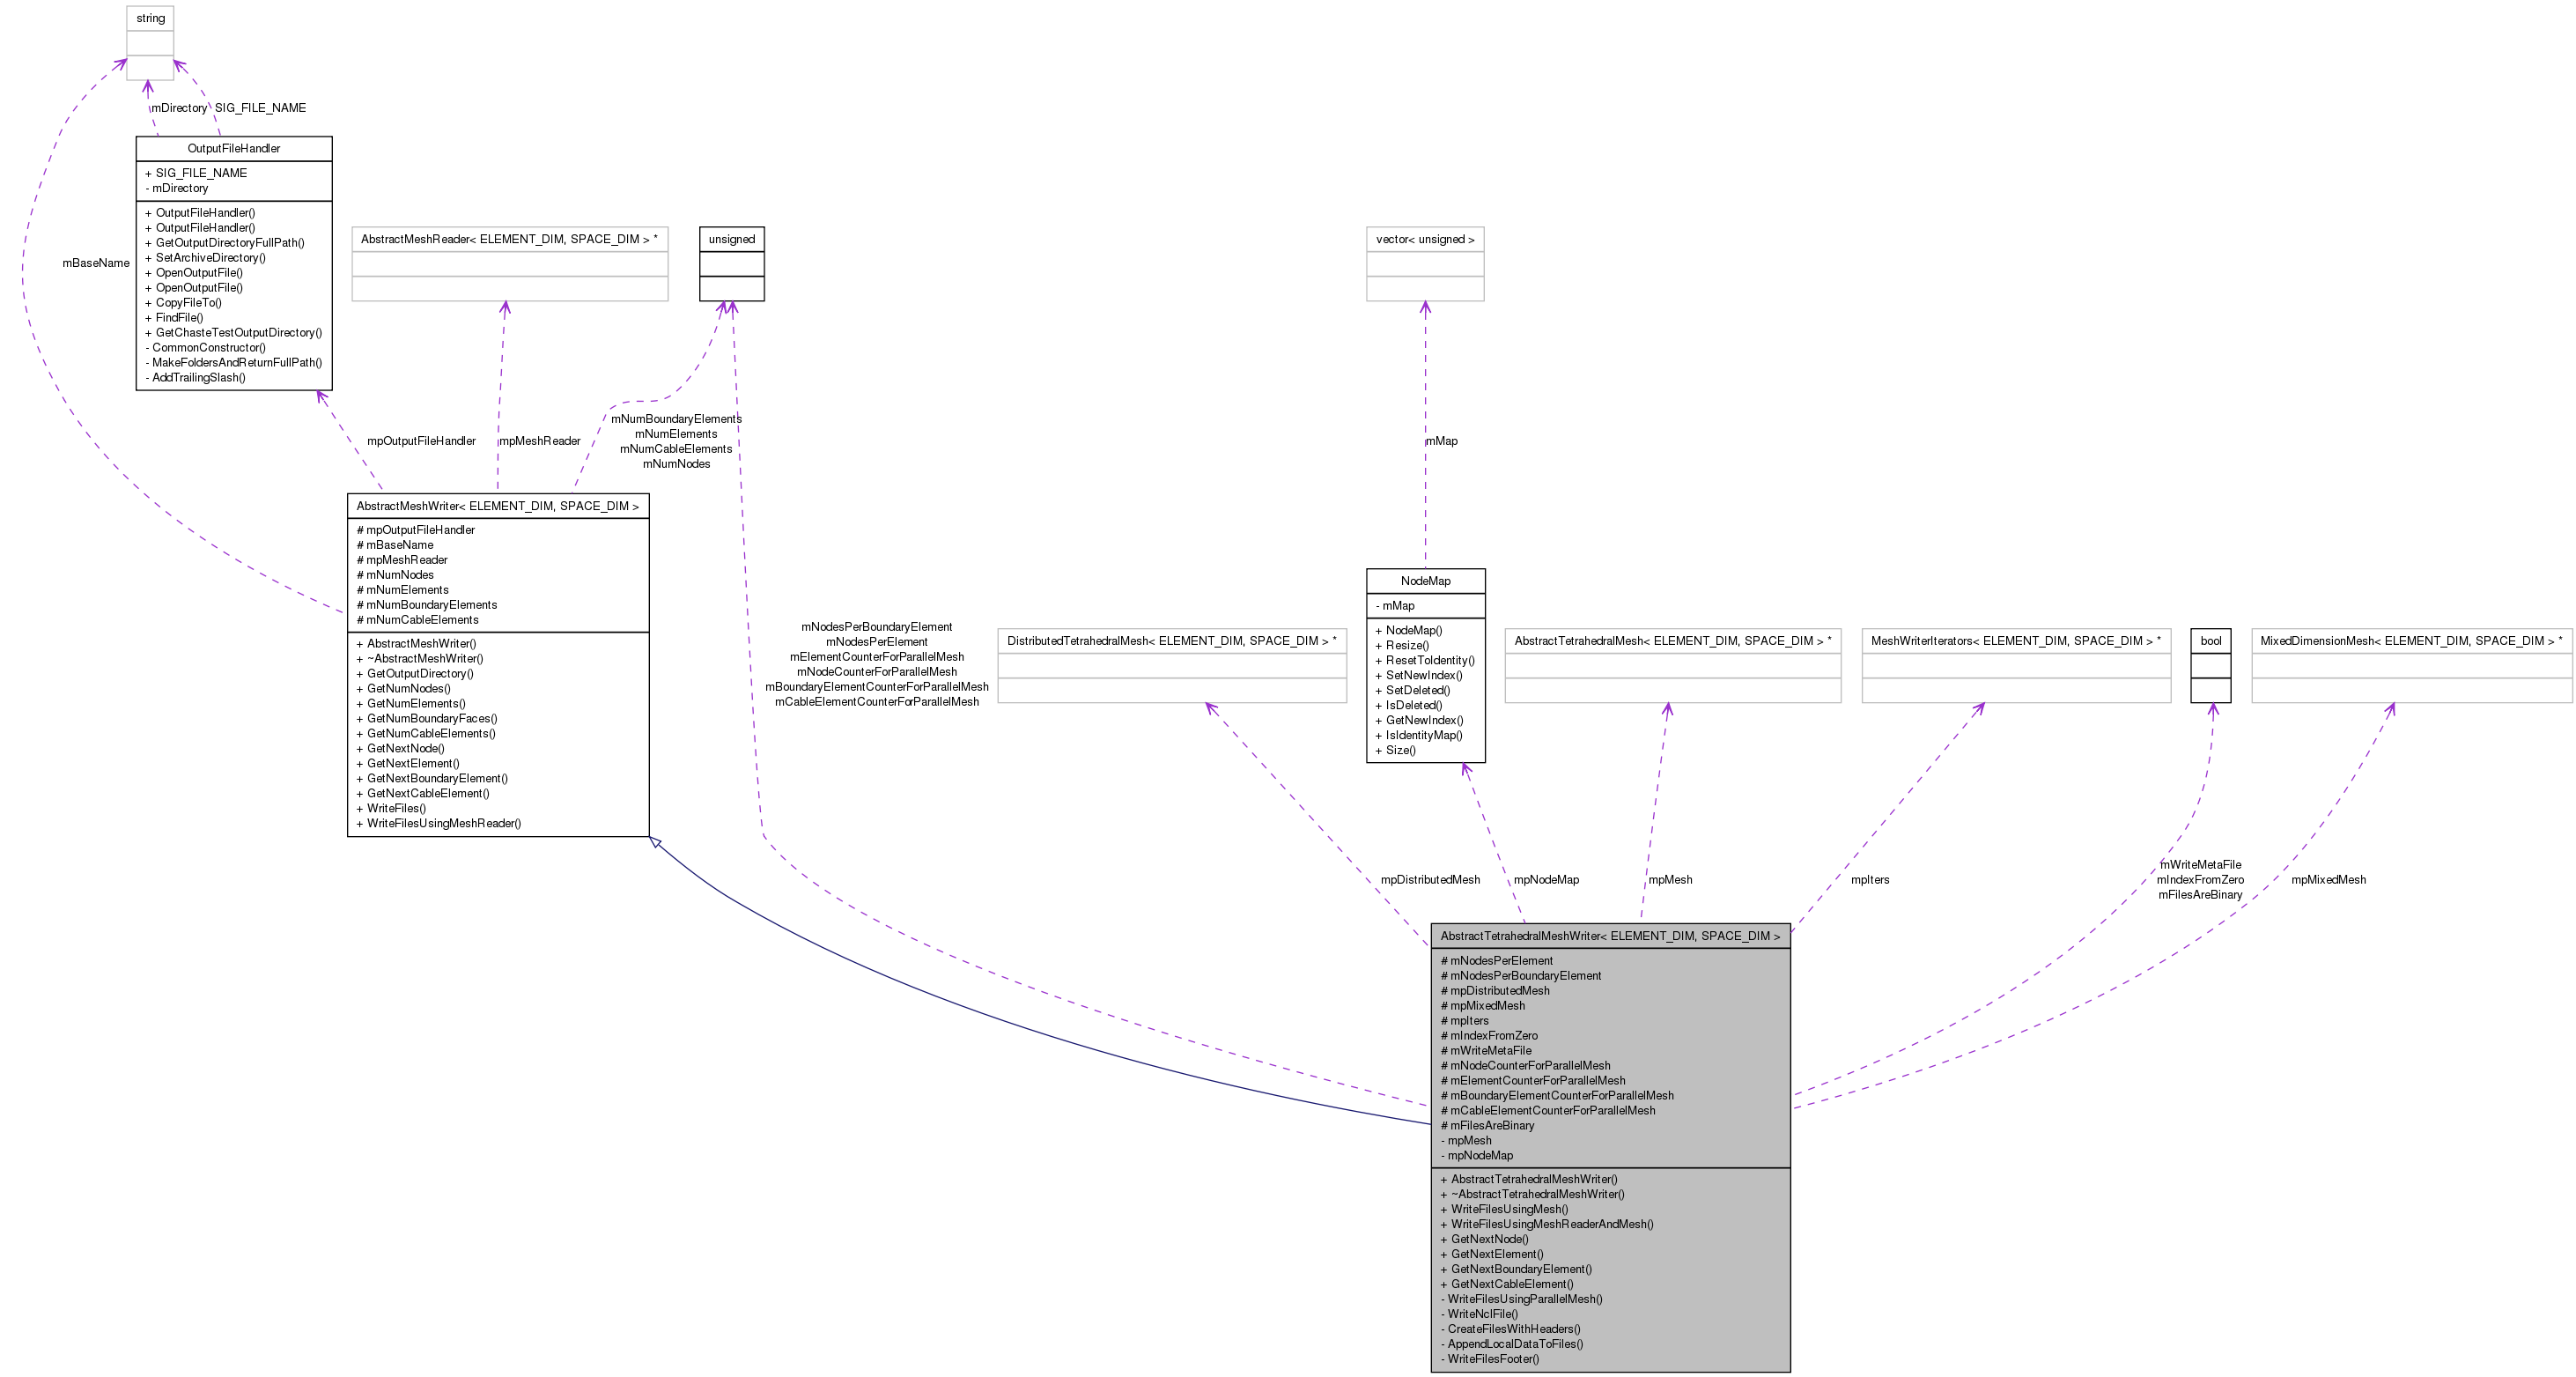 string
mDirectory
SIG_FILE_NAME
OutputFileHandler
+ SIG_FILE_NAME
- mDirectory
+ OutputFileHandler()
+ OutputFileHandler()
+ GetOutputDirectoryFullPath()
+ SetArchiveDirectory()
+ OpenOutputFile()
+ OpenOutputFile()
+ CopyFileTo()
+ FindFile()
+ GetChasteTestOutputDirectory()
- CommonConstructor()
- MakeFoldersAndReturnFullPath()
- AddTrailingSlash()
mBaseName
AbstractMeshReader< ELEMENT_DIM, SPACE_DIM > *
unsigned
vector< unsigned >
mpOutputFileHandler
mpMeshReader
mNumBoundaryElements
mNumElements
mNumCableElements
mNumNodes
mMap
AbstractMeshWriter< ELEMENT_DIM, SPACE_DIM >
# mpOutputFileHandler
# mBaseName
# mpMeshReader
# mNumNodes
# mNumElements
# mNumBoundaryElements
# mNumCableElements
+ AbstractMeshWriter()
+ ~AbstractMeshWriter()
+ GetOutputDirectory()
+ GetNumNodes()
+ GetNumElements()
+ GetNumBoundaryFaces()
+ GetNumCableElements()
+ GetNextNode()
+ GetNextElement()
+ GetNextBoundaryElement()
+ GetNextCableElement()
+ WriteFiles()
+ WriteFilesUsingMeshReader()
mNodesPerBoundaryElement
mNodesPerElement
mElementCounterForParallelMesh
mNodeCounterForParallelMesh
mBoundaryElementCounterForParallelMesh
mCableElementCounterForParallelMesh
DistributedTetrahedralMesh< ELEMENT_DIM, SPACE_DIM > *
NodeMap
- mMap
+ NodeMap()
+ Resize()
+ ResetToIdentity()
+ SetNewIndex()
+ SetDeleted()
+ IsDeleted()
+ GetNewIndex()
+ IsIdentityMap()
+ Size()
AbstractTetrahedralMesh< ELEMENT_DIM, SPACE_DIM > *
MeshWriterIterators< ELEMENT_DIM, SPACE_DIM > *
bool
MixedDimensionMesh< ELEMENT_DIM, SPACE_DIM > *
mpDistributedMesh
mpNodeMap
mpMesh
mpIters
mWriteMetaFile
mIndexFromZero
mFilesAreBinary
mpMixedMesh
AbstractTetrahedralMeshWriter< ELEMENT_DIM, SPACE_DIM >
# mNodesPerElement
# mNodesPerBoundaryElement
# mpDistributedMesh
# mpMixedMesh
# mpIters
# mIndexFromZero
# mWriteMetaFile
# mNodeCounterForParallelMesh
# mElementCounterForParallelMesh
# mBoundaryElementCounterForParallelMesh
# mCableElementCounterForParallelMesh
# mFilesAreBinary
- mpMesh
- mpNodeMap
+ AbstractTetrahedralMeshWriter()
+ ~AbstractTetrahedralMeshWriter()
+ WriteFilesUsingMesh()
+ WriteFilesUsingMeshReaderAndMesh()
+ GetNextNode()
+ GetNextElement()
+ GetNextBoundaryElement()
+ GetNextCableElement()
- WriteFilesUsingParallelMesh()
- WriteNclFile()
- CreateFilesWithHeaders()
- AppendLocalDataToFiles()
- WriteFilesFooter()